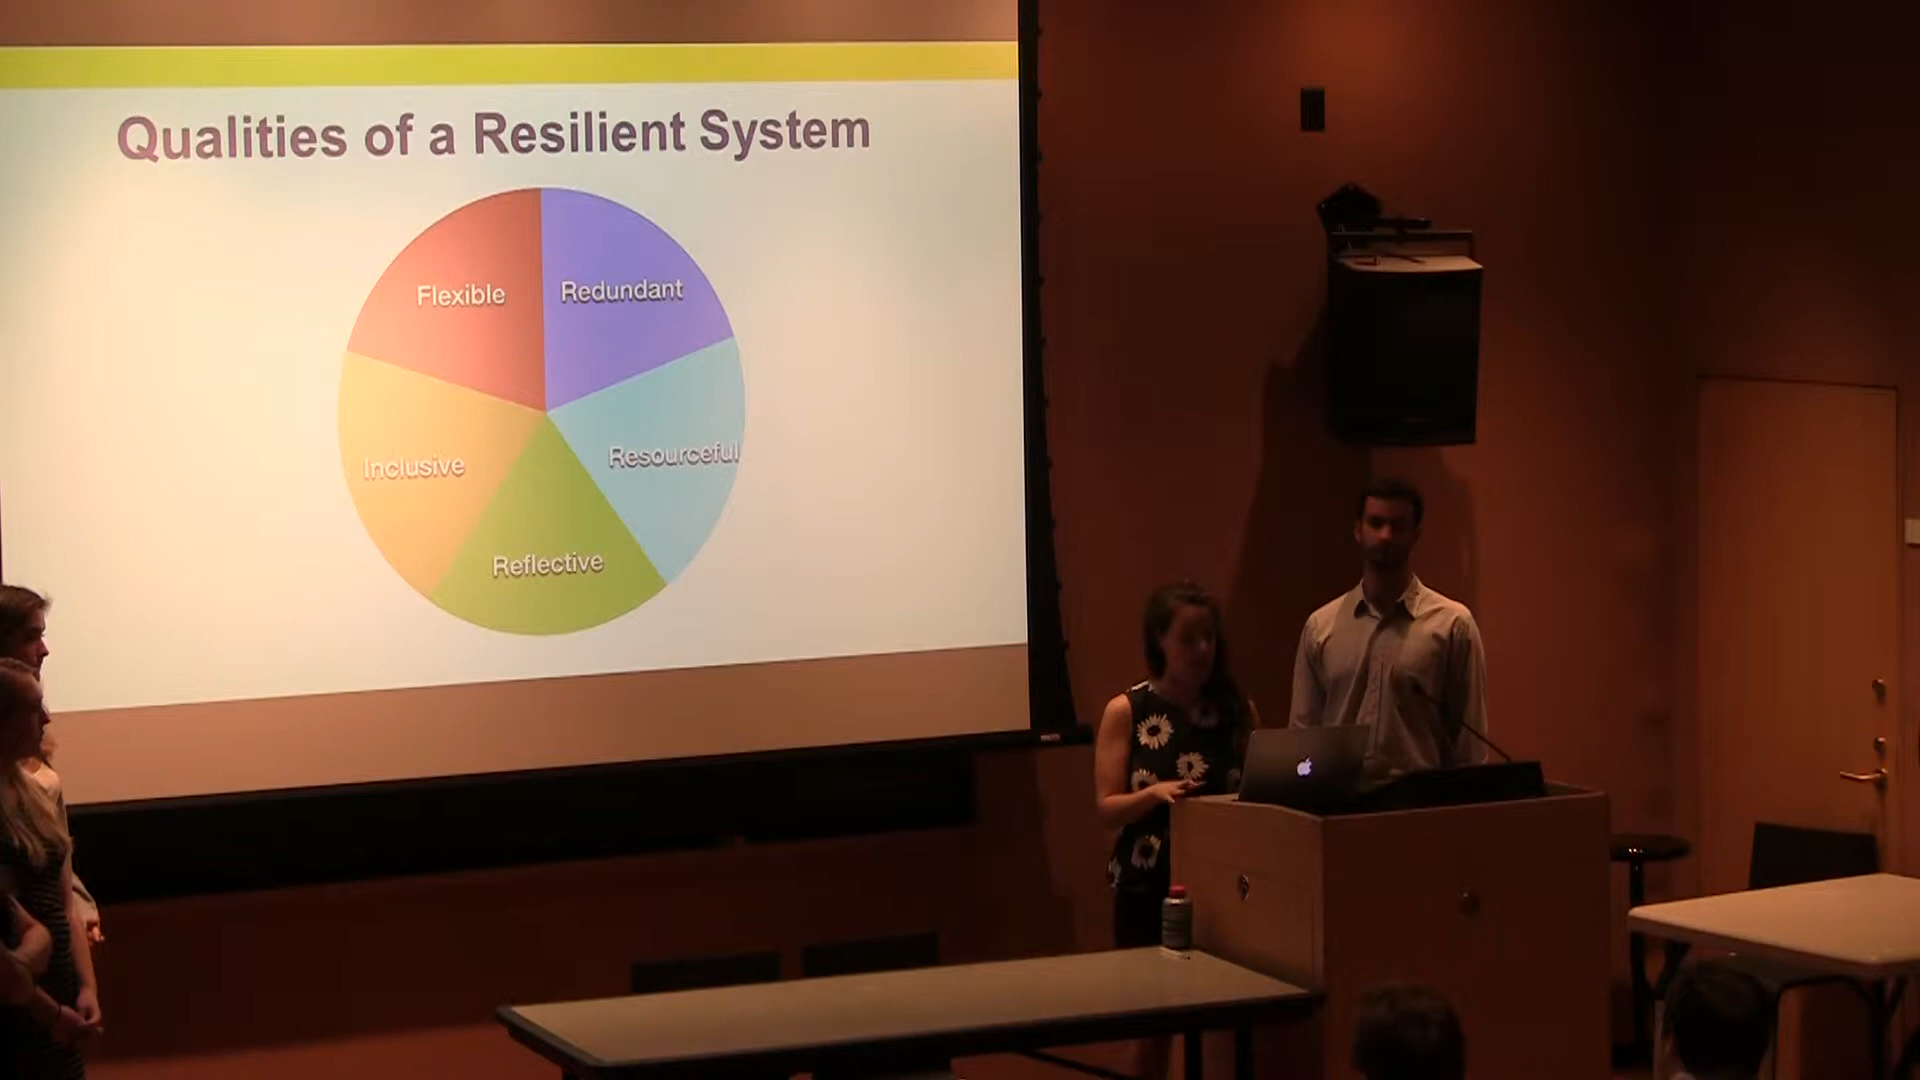 Qualities of a Resilient System
Flexible
Redundant
Inclusive
Resourceful
Reflective